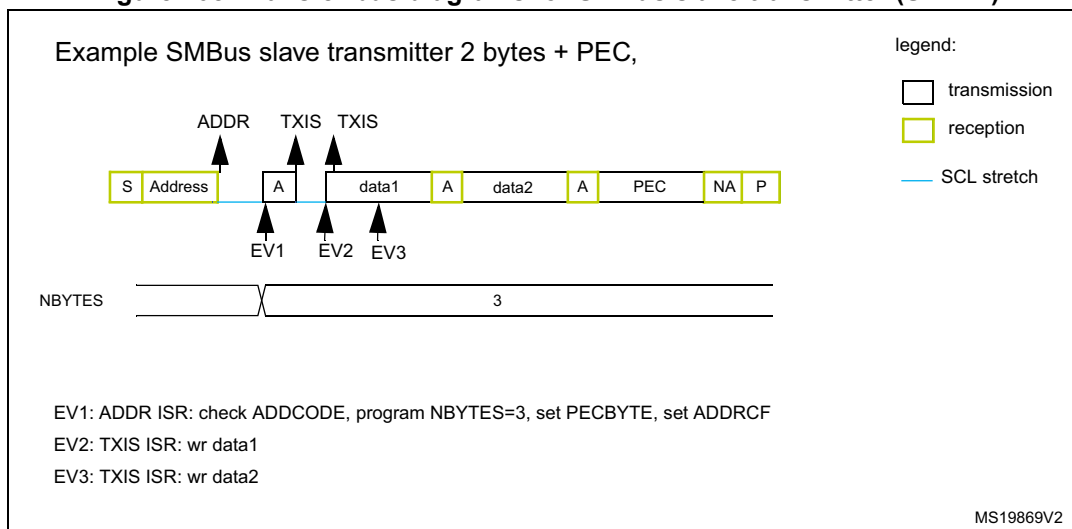 Example SMBus slave transmitter 2 bytes + PEC,
legend:
transmission
reception
SCL stretch
ADDR TXIS TXIS
S Address A data1 A data2 A PEC NA P
EV1 EV2 EV3
NBYTES 3
EV1: ADDR ISR: check ADDCODE, program NBYTES=3, set PECBYTE, set ADDRCF
EV2: TXIS ISR: wr data1
EV3: TXIS ISR: wr data2
MS19869V2